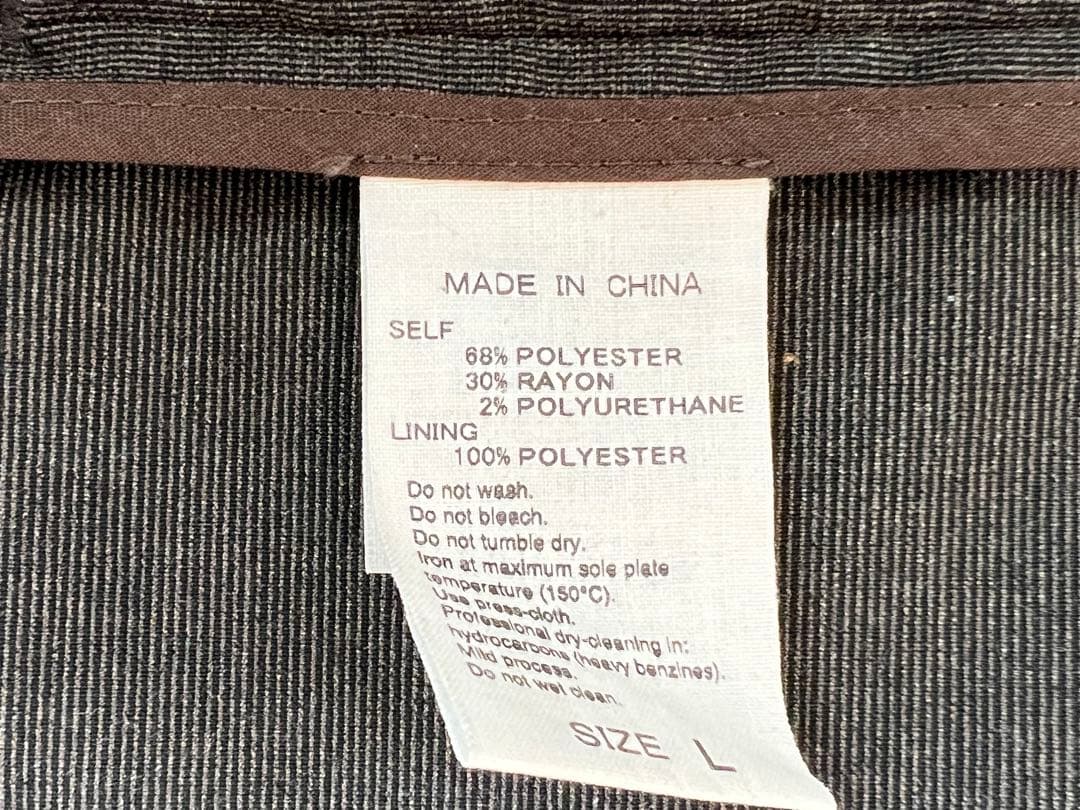 MADE IN CHINA
SELF
68% POLYESTER
30% RAYON
2% POLYURETHANE
LINING
100% POLYESTER
Do not wash.
Do not bleach.
Do not tumble dry.
Iron at maximum sole plate
temperature (150°C).
Use press-cloth.
Professional dry-cleaning in:
hydrocarbons (heavy benzines).
Mild process.
Do not wet clean.
SIZE L